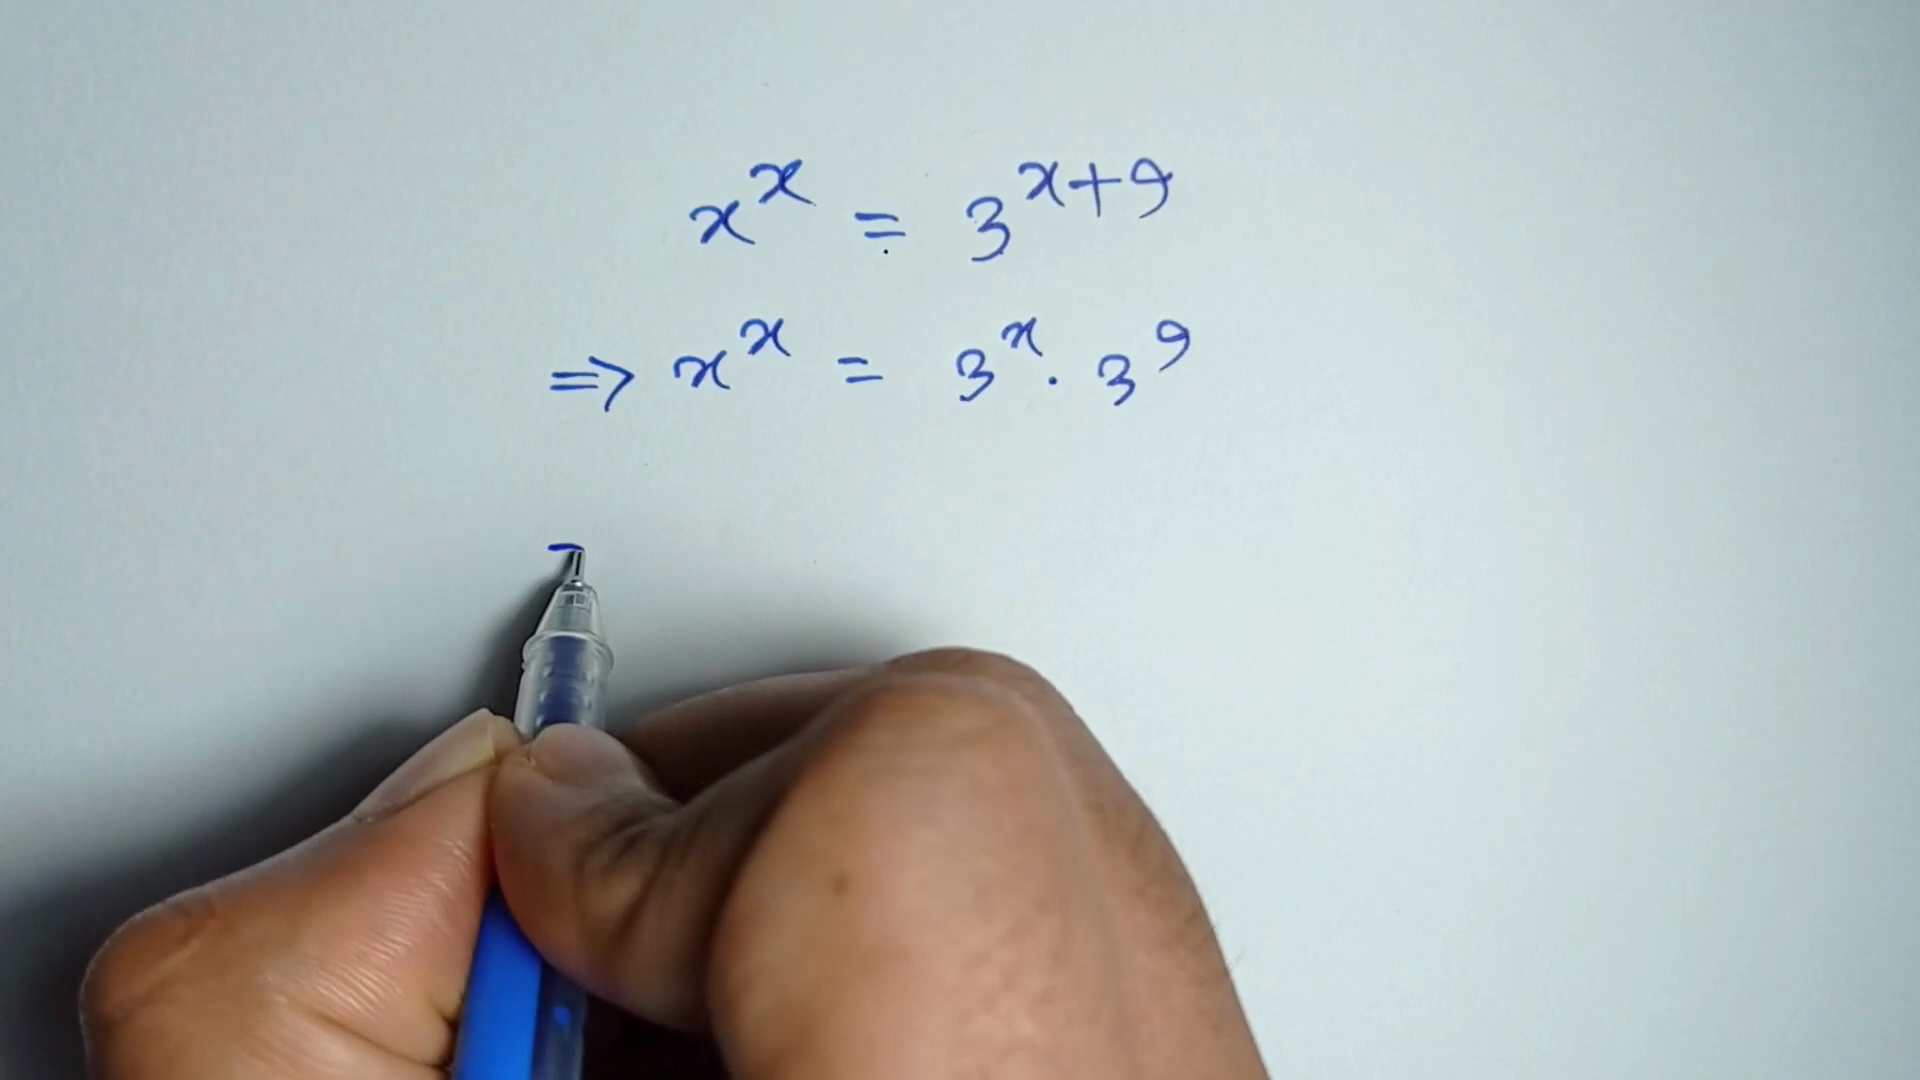 x^x = 3^{x+9}
⇒ x^x = 3^x . 3^9